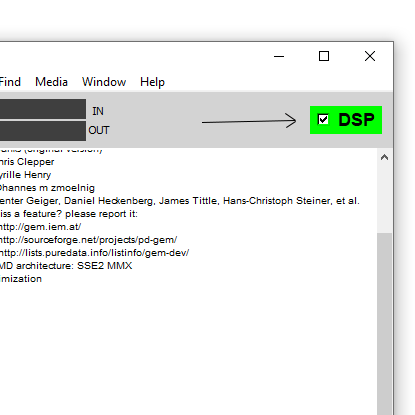 Find Media Window Help
IN
DSP
OUT
(original version)
hris Clepper
yrille Henry
Ohannes m zmoelnig
enter Geiger, Daniel Heckenberg, James Tittle, Hans-Christoph Steiner, et al.
iss a feature? please report it:
http://gem.iem.at/
http://sourceforge.net/projects/pd-gem/
http://lists.puredata.info/listinfo/gem-dev/
MD architecture: SSE2 MMX
imization